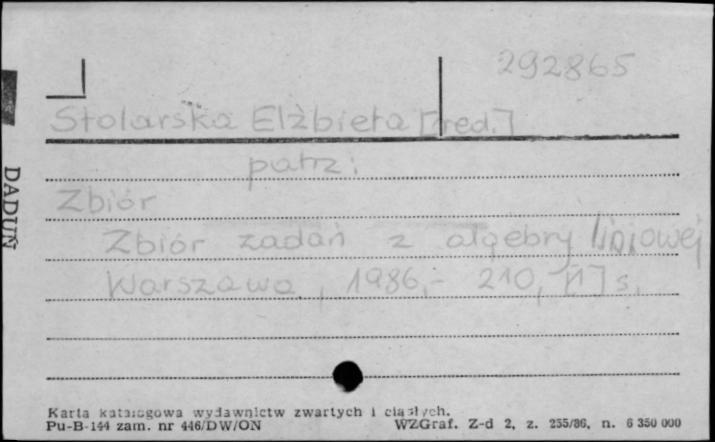 292865
Stolarska Elżbieta [red.]
patrz:
Zbiór
Zbiór zadań z algebry liniowej
Warszawa, 1986,- 210, [1] s.
DADUŃ
Karta katalogowa wydawnictw zwartych i ciągłych.
Pu-B-144 zam. nr 446/DW/ON WZGraf. Z-d 2, z. 255/86, n. 6 350 000